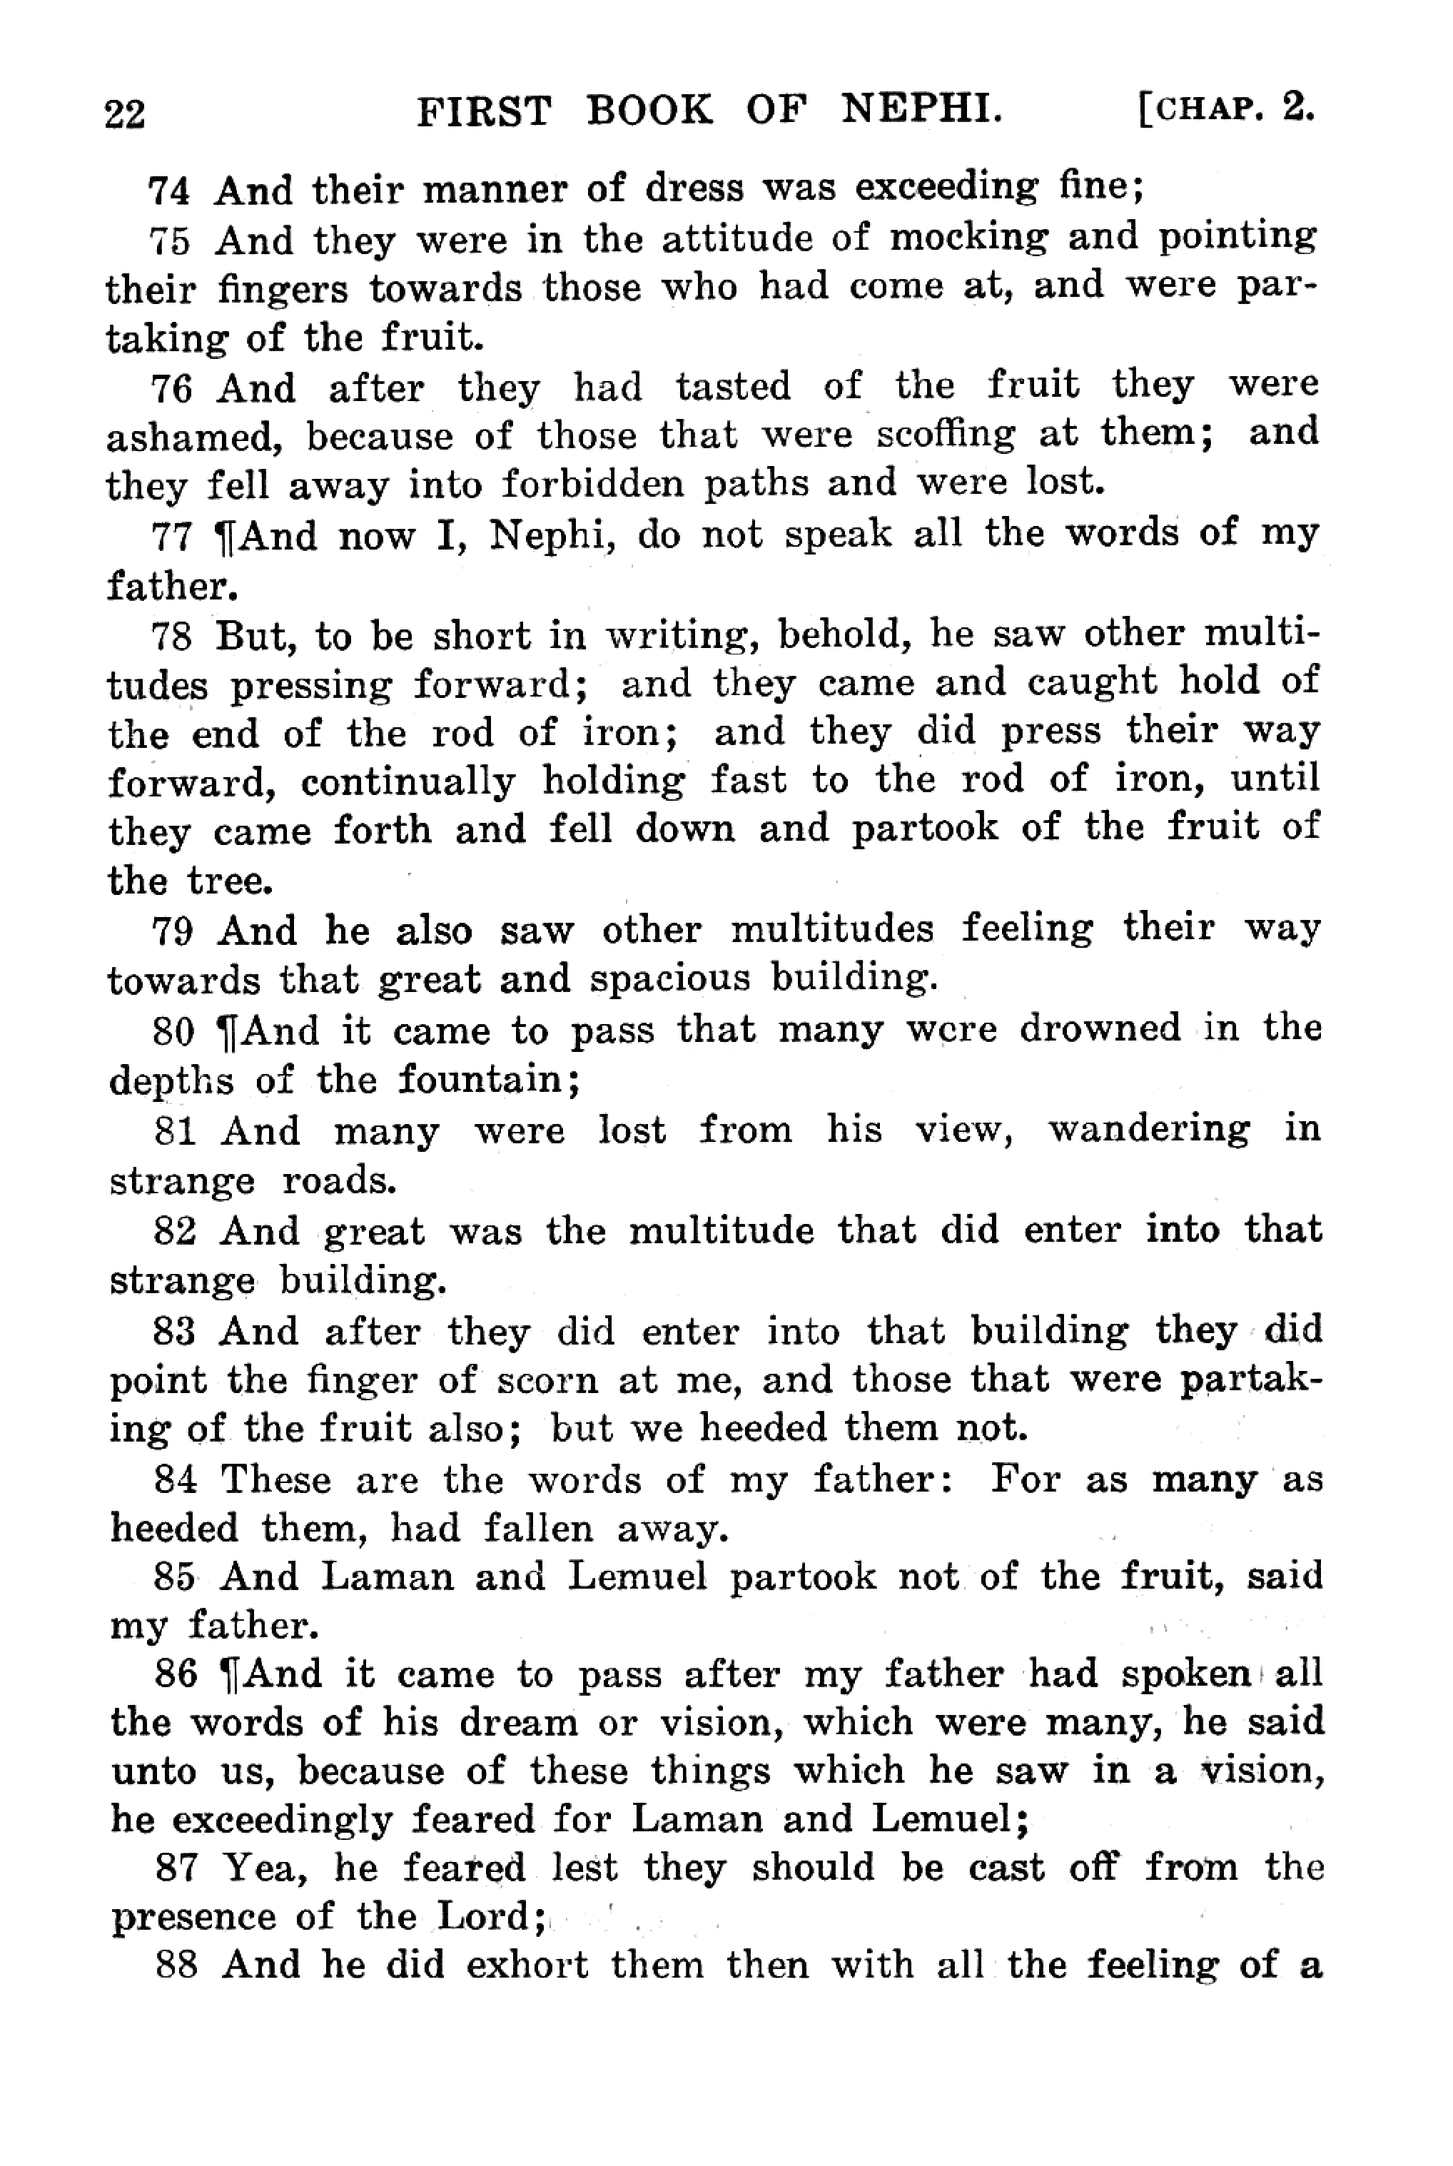 22 FIRST BOOK OF NEPHI. [CHAP. 2.
74 And their manner of dress was exceeding fine;
75 And they were in the attitude of mocking and pointing
their fingers towards those who had come at, and were par-
taking of the fruit.
76 And after they had tasted of the fruit they were
ashamed, because of those that were scoffing at them; and
they fell away into forbidden paths and were lost.
77 ¶And now I, Nephi, do not speak all the words of my
father.
78 But, to be short in writing, behold, he saw other multi-
tudes pressing forward; and they came and caught hold of
the end of the rod of iron; and they did press their way
forward, continually holding fast to the rod of iron, until
they came forth and fell down and partook of the fruit of
the tree.
79 And he also saw other multitudes feeling their way
towards that great and spacious building.
80 ¶And it came to pass that many were drowned in the
depths of the fountain;
81 And many were lost from his view, wandering in
strange roads.
82 And great was the multitude that did enter into that
strange building.
83 And after they did enter into that building they did
point the finger of scorn at me, and those that were partak-
ing of the fruit also; but we heeded them not.
84 These are the words of my father: For as many as
heeded them, had fallen away.
85 And Laman and Lemuel partook not of the fruit, said
my father.
86 ¶And it came to pass after my father had spoken all
the words of his dream or vision, which were many, he said
unto us, because of these things which he saw in a vision,
he exceedingly feared for Laman and Lemuel;
87 Yea, he feared lest they should be cast off from the
presence of the Lord;
88 And he did exhort them then with all the feeling of a